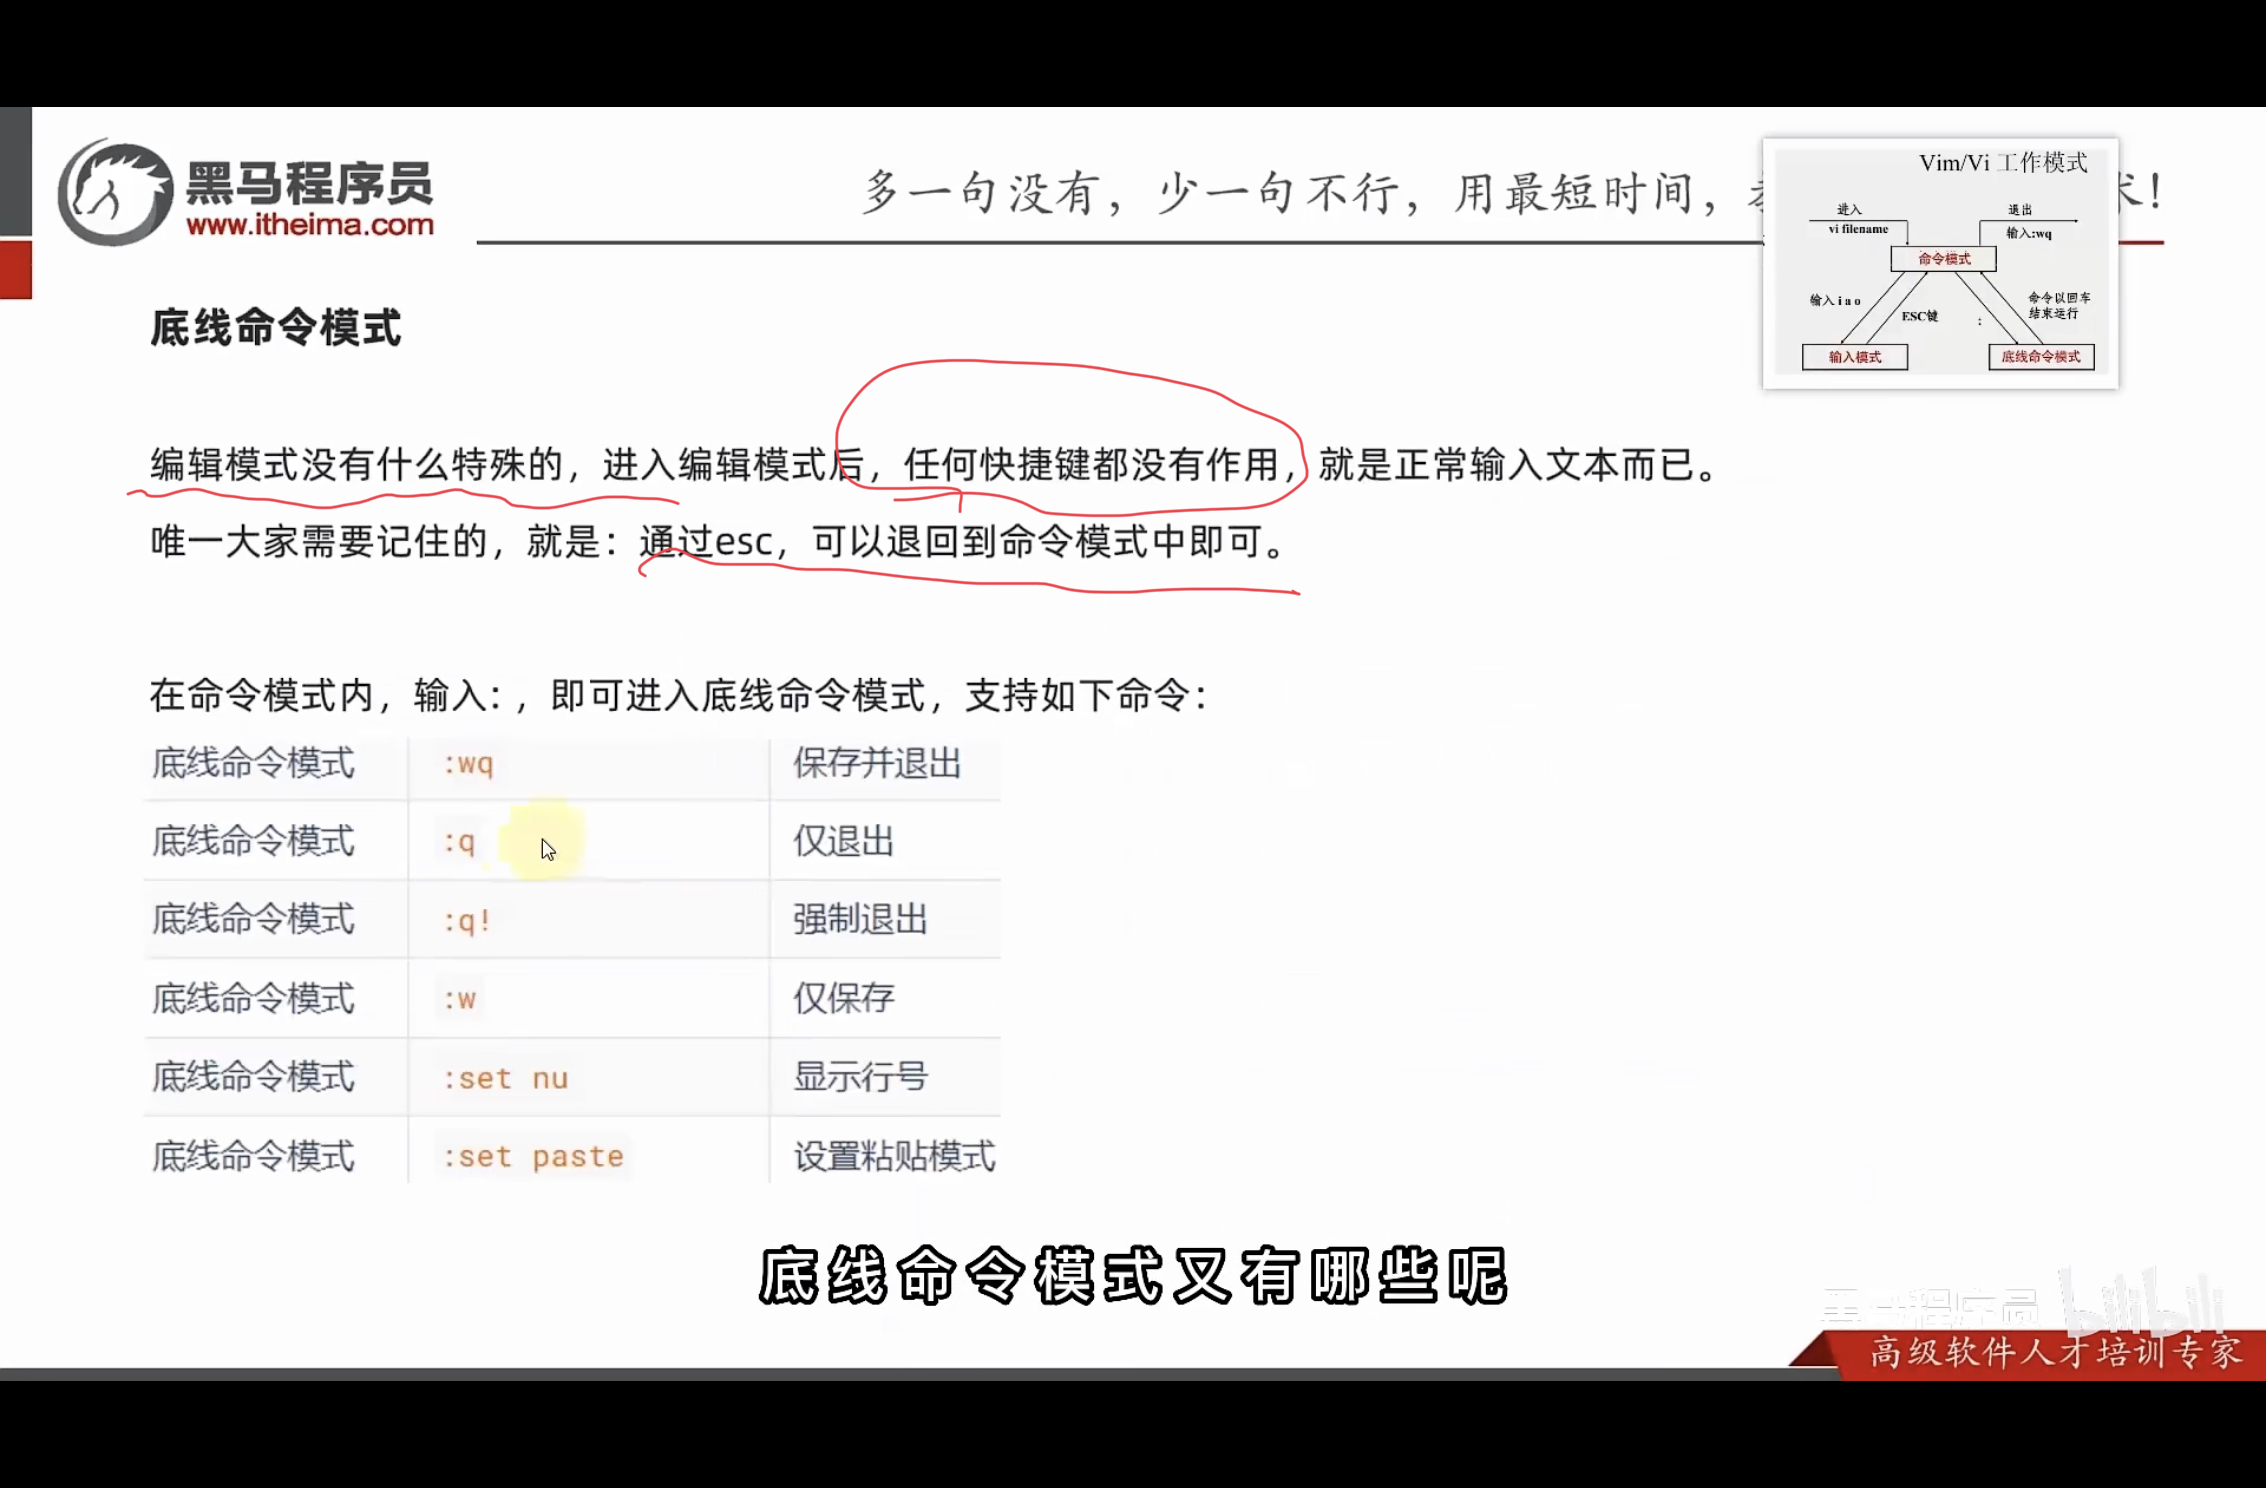 黑马程序员
www.itheima.com
多一句没有，少一句不行，用最短时间，
术！
Vim/Vi 工作模式
进入
vi filename
退出
输入:wq
命令模式
输入 i a o
ESC键
:
命令以回车
结束运行
输入模式
底线命令模式
底线命令模式
编辑模式没有什么特殊的，进入编辑模式后，任何快捷键都没有作用，就是正常输入文本而已。
唯一大家需要记住的，就是：通过esc，可以退回到命令模式中即可。
在命令模式内，输入:，即可进入底线命令模式，支持如下命令：
底线命令模式 :wq 保存并退出
底线命令模式 :q 仅退出
底线命令模式 :q! 强制退出
底线命令模式 :w 仅保存
底线命令模式 :set nu 显示行号
底线命令模式 :set paste 设置粘贴模式
底线命令模式又有哪些呢
黑马程序员 bilibili
高级软件人才培训专家